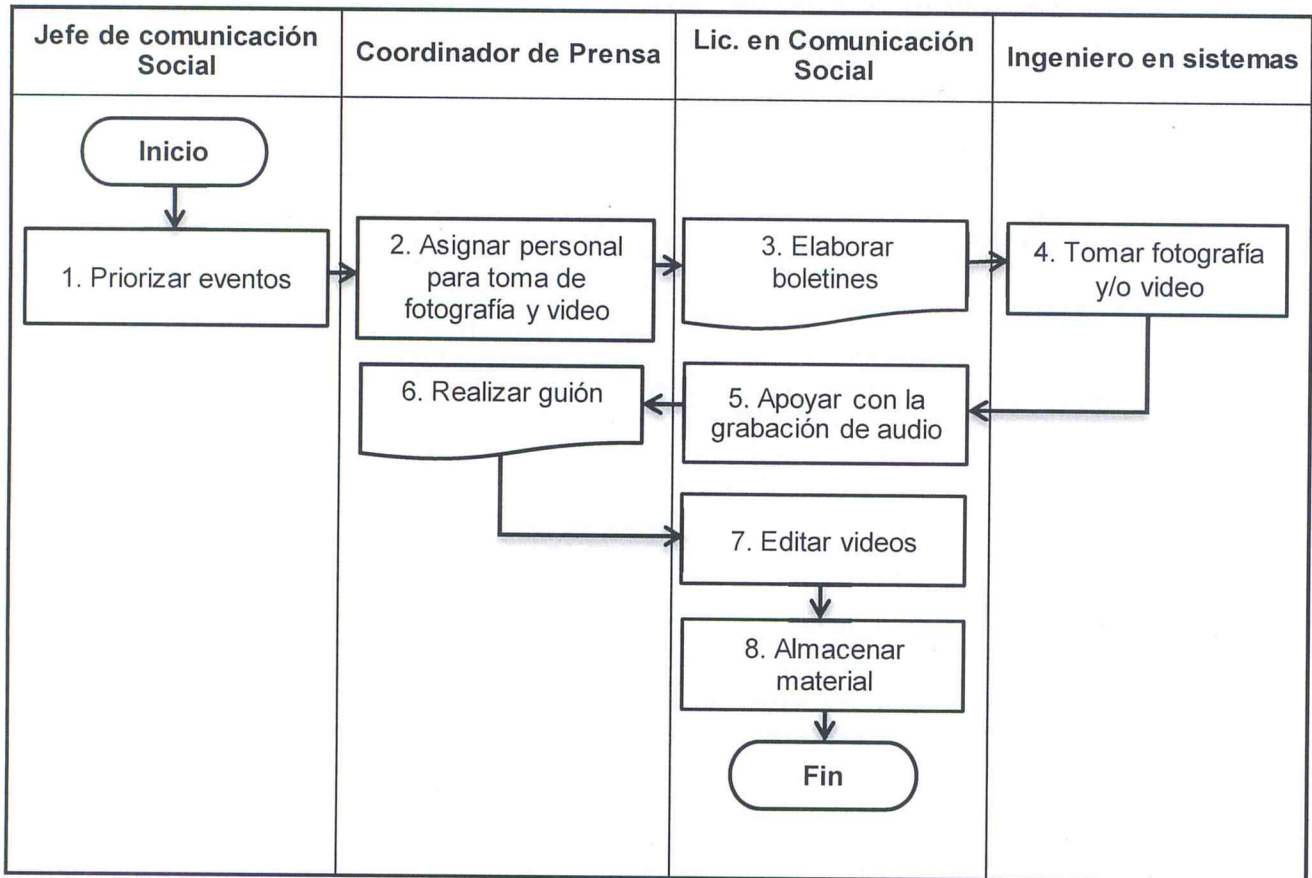 Jefe de comunicación
Social
Coordinador de Prensa
Lic. en Comunicación
Social
Ingeniero en sistemas
Inicio
1. Priorizar eventos
2. Asignar personal
para toma de
fotografía y video
3. Elaborar
boletines
4. Tomar fotografía
y/o video
5. Apoyar con la
grabación de audio
6. Realizar guión
7. Editar videos
8. Almacenar
material
Fin